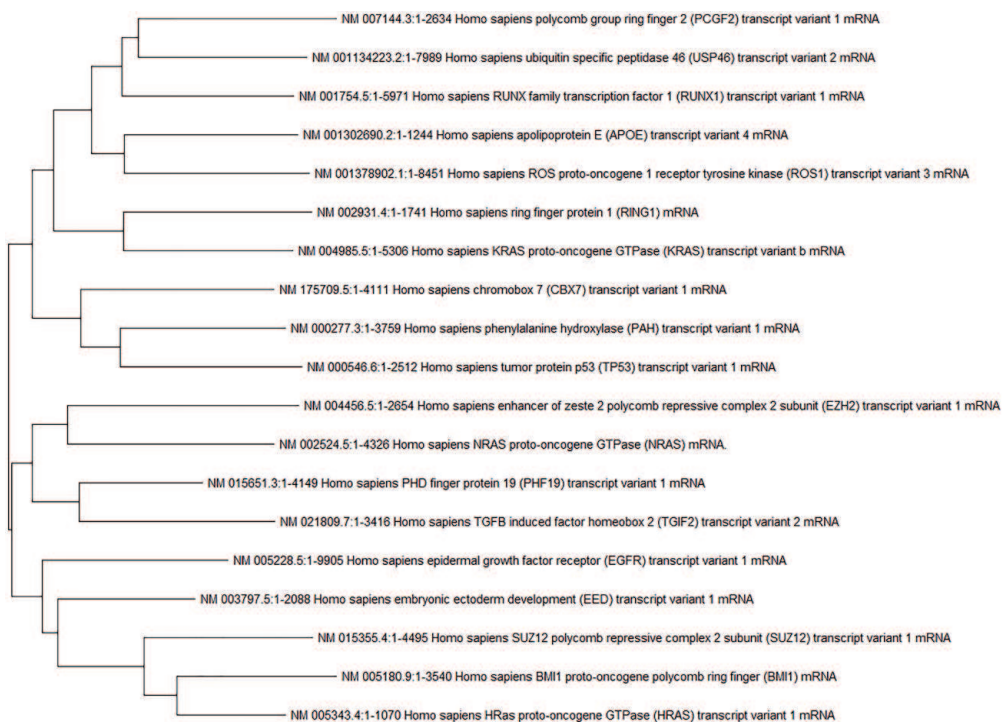 NM 007144.3:1-2634 Homo sapiens polycomb group ring finger 2 (PCGF2) transcript variant 1 mRNA
NM 001134223.2:1-7989 Homo sapiens ubiquitin specific peptidase 46 (USP46) transcript variant 2 mRNA
NM 001754.5:1-5971 Homo sapiens RUNX family transcription factor 1 (RUNX1) transcript variant 1 mRNA
NM 001302690.2:1-1244 Homo sapiens apolipoprotein E (APOE) transcript variant 4 mRNA
NM 001378902.1:1-8451 Homo sapiens ROS proto-oncogene 1 receptor tyrosine kinase (ROS1) transcript variant 3 mRNA
NM 002931.4:1-1741 Homo sapiens ring finger protein 1 (RING1) mRNA
NM 004985.5:1-5306 Homo sapiens KRAS proto-oncogene GTPase (KRAS) transcript variant b mRNA
NM 175709.5:1-4111 Homo sapiens chromobox 7 (CBX7) transcript variant 1 mRNA
NM 000277.3:1-3759 Homo sapiens phenylalanine hydroxylase (PAH) transcript variant 1 mRNA
NM 000546.6:1-2512 Homo sapiens tumor protein p53 (TP53) transcript variant 1 mRNA
NM 004456.5:1-2654 Homo sapiens enhancer of zeste 2 polycomb repressive complex 2 subunit (EZH2) transcript variant 1 mRNA
NM 002524.5:1-4326 Homo sapiens NRAS proto-oncogene GTPase (NRAS) mRNA.
NM 015651.3:1-4149 Homo sapiens PHD finger protein 19 (PHF19) transcript variant 1 mRNA
NM 021809.7:1-3416 Homo sapiens TGFB induced factor homeobox 2 (TGIF2) transcript variant 2 mRNA
NM 005228.5:1-9905 Homo sapiens epidermal growth factor receptor (EGFR) transcript variant 1 mRNA
NM 003797.5:1-2088 Homo sapiens embryonic ectoderm development (EED) transcript variant 1 mRNA
NM 015355.4:1-4495 Homo sapiens SUZ12 polycomb repressive complex 2 subunit (SUZ12) transcript variant 1 mRNA
NM 005180.9:1-3540 Homo sapiens BMI1 proto-oncogene polycomb ring finger (BMI1) mRNA
NM 005343.4:1-1070 Homo sapiens HRas proto-oncogene GTPase (HRAS) transcript variant 1 mRNA